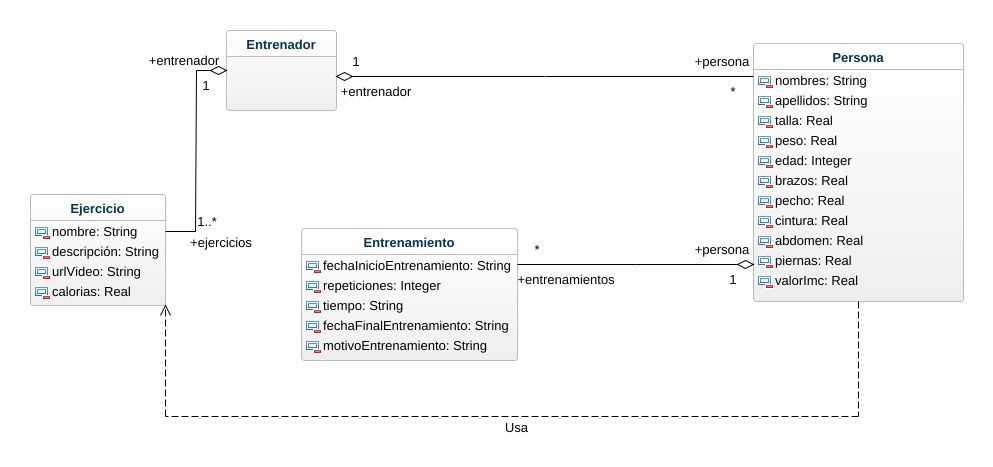 Entrenador
+entrenador
1
1
+entrenador
+persona
*
Persona
nombres: String
apellidos: String
talla: Real
peso: Real
edad: Integer
brazos: Real
pecho: Real
cintura: Real
abdomen: Real
piernas: Real
valorImc: Real
Ejercicio
nombre: String
descripción: String
urlVideo: String
calorias: Real
1..*
+ejercicios
Entrenamiento
fechaInicioEntrenamiento: String
repeticiones: Integer
tiempo: String
fechaFinalEntrenamiento: String
motivoEntrenamiento: String
*
+entrenamientos
+persona
1
Usa